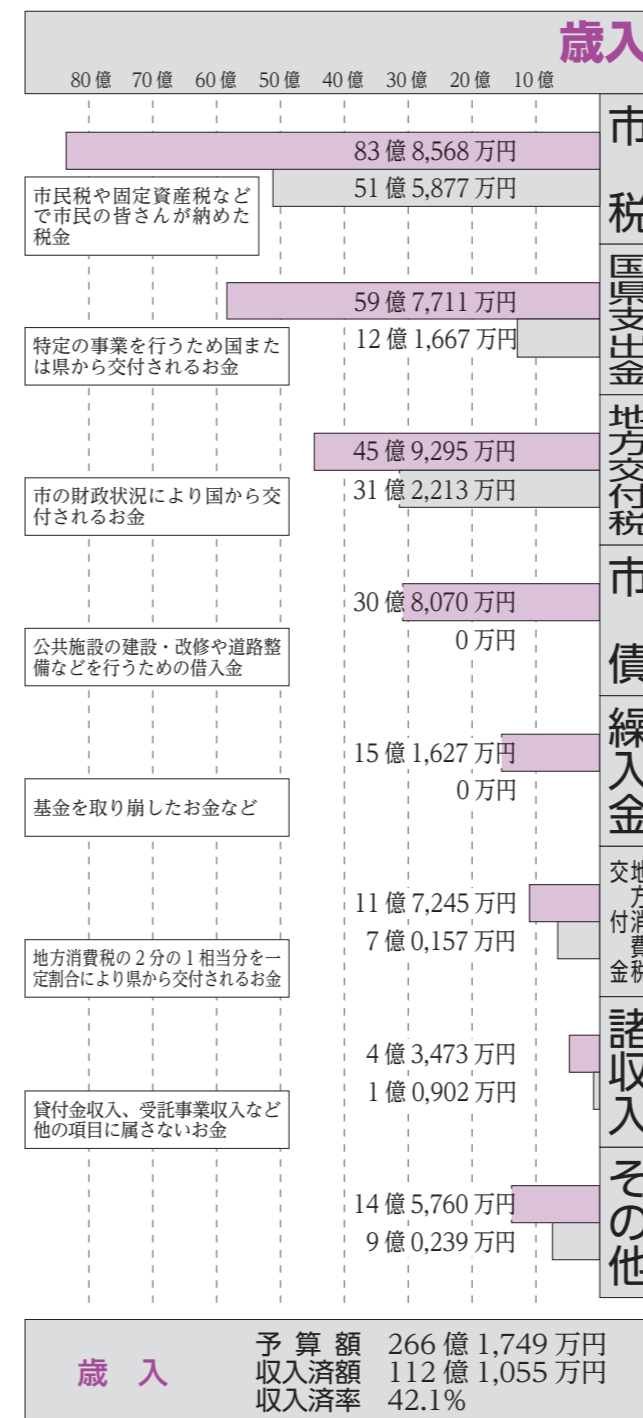 歳入
80億 70億 60億 50億 40億 30億 20億 10億
市税
83億8,568万円
51億5,877万円
市民税や固定資産税など
で市民の皆さんが納めた
税金
国県支出金
59億7,711万円
12億1,667万円
特定の事業を行うため国また
は県から交付されるお金
地方交付税
45億9,295万円
31億2,213万円
市の財政状況により国から交
付されるお金
市債
30億8,070万円
0万円
公共施設の建設・改修や道路整
備などを行うための借入金
繰入金
15億1,627万円
0万円
基金を取り崩したお金など
地方消費税
交付金
11億7,245万円
7億0,157万円
地方消費税の2分の1相当分を一
定割合により県から交付されるお金
諸収入
4億3,473万円
1億0,902万円
貸付金収入、受託事業収入など
他の項目に属さないお金
その他
14億5,760万円
9億0,239万円
歳入
予算額 266億1,749万円
収入済額 112億1,055万円
収入済率 42.1%